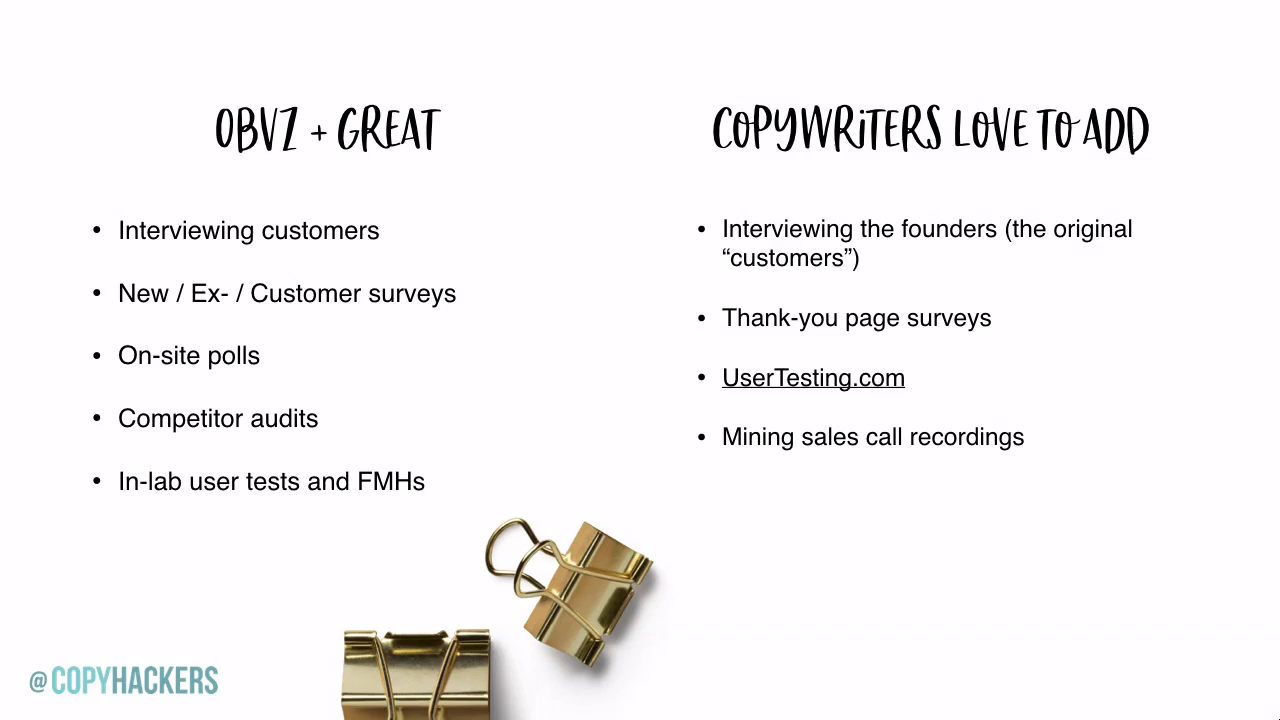 OBVZ + GREAT
• Interviewing customers
• New / Ex- / Customer surveys
• On-site polls
• Competitor audits
• In-lab user tests and FMHs
COPYWRiTERS LOVE TO ADD
• Interviewing the founders (the original
“customers”)
• Thank-you page surveys
• UserTesting.com
• Mining sales call recordings
@COPYHACKERS